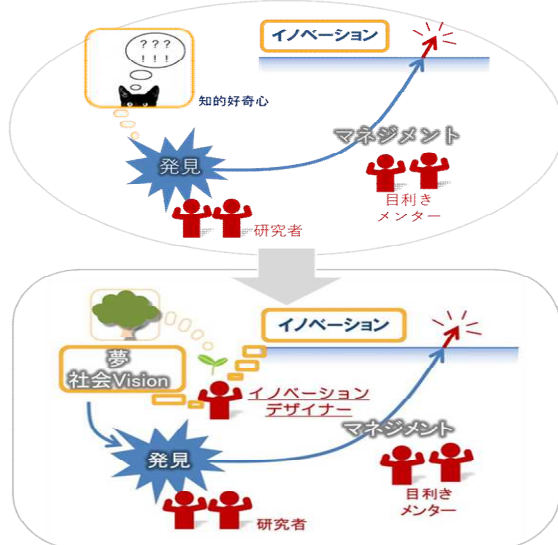 ? ? ?
! ! !
イノベーション
知的好奇心
マネジメント
発見
目利き
メンター
研究者
イノベーション
夢
社会Vision
イノベーション
デザイナー
マネジメント
発見
目利き
メンター
研究者